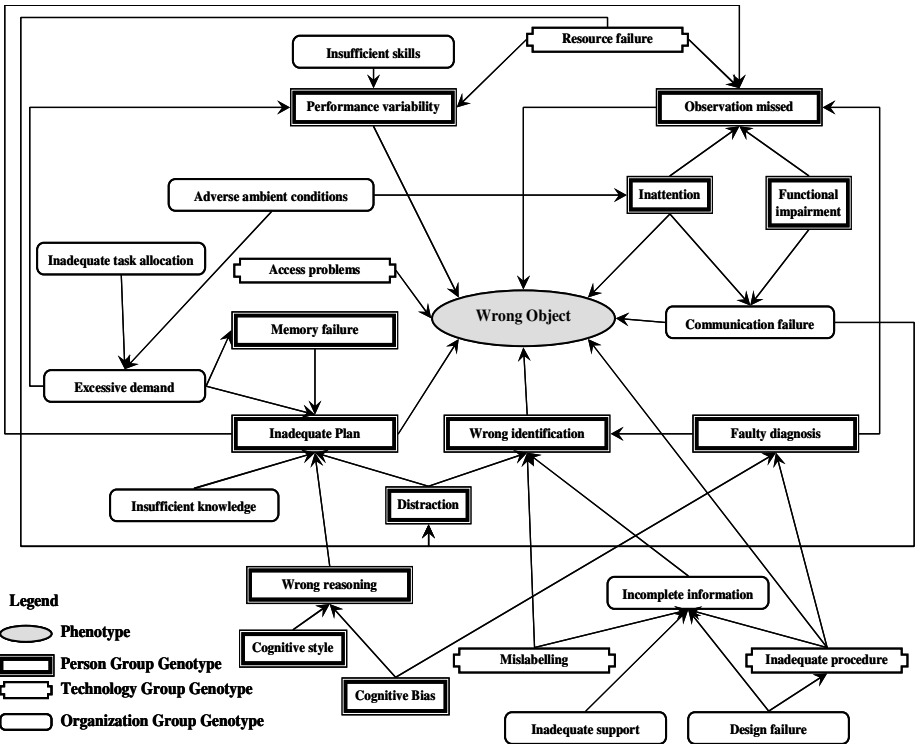 Resource failure
Insufficient skills
Performance variability
Observation missed
Adverse ambient conditions
Inattention
Functional
impairment
Inadequate task allocation
Access problems
Wrong Object
Communication failure
Memory failure
Excessive demand
Inadequate Plan
Wrong identification
Faulty diagnosis
Insufficient knowledge
Distraction
Wrong reasoning
Incomplete information
Legend
Phenotype
Cognitive style
Person Group Genotype
Mislabelling
Inadequate procedure
Technology Group Genotype
Cognitive Bias
Organization Group Genotype
Inadequate support
Design failure